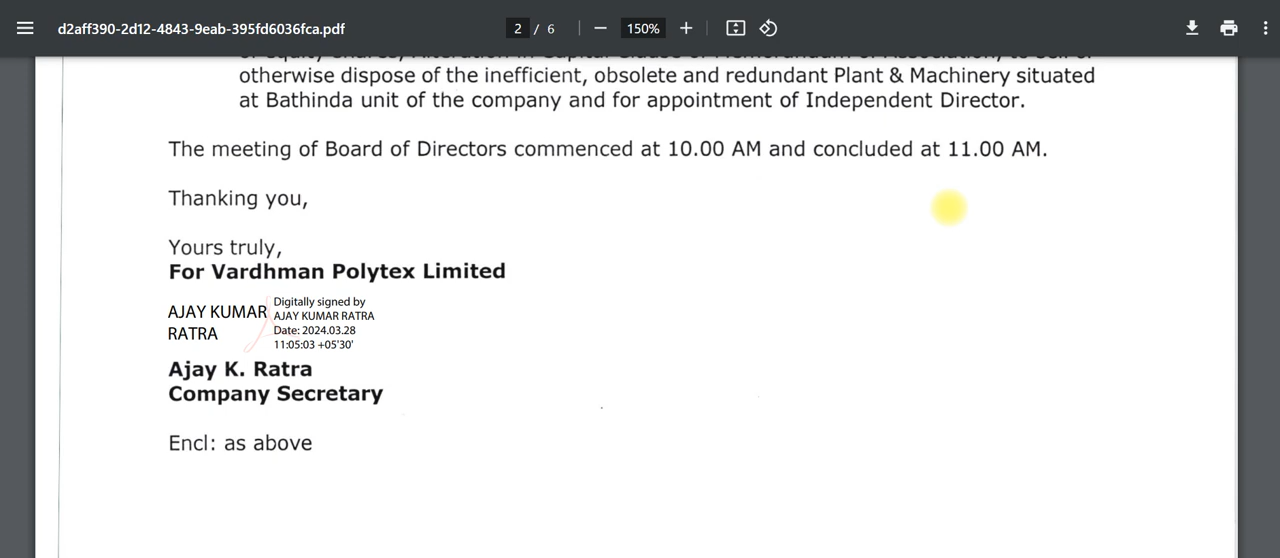 d2aff390-2d12-4843-9eab-395fd6036fca.pdf
2 / 6
150%
otherwise dispose of the inefficient, obsolete and redundant Plant & Machinery situated
at Bathinda unit of the company and for appointment of Independent Director.
The meeting of Board of Directors commenced at 10.00 AM and concluded at 11.00 AM.
Thanking you,
Yours truly,
For Vardhman Polytex Limited
AJAY KUMAR
RATRA
Digitally signed by
AJAY KUMAR RATRA
Date: 2024.03.28
11:05:03 +05'30'
Ajay K. Ratra
Company Secretary
Encl: as above